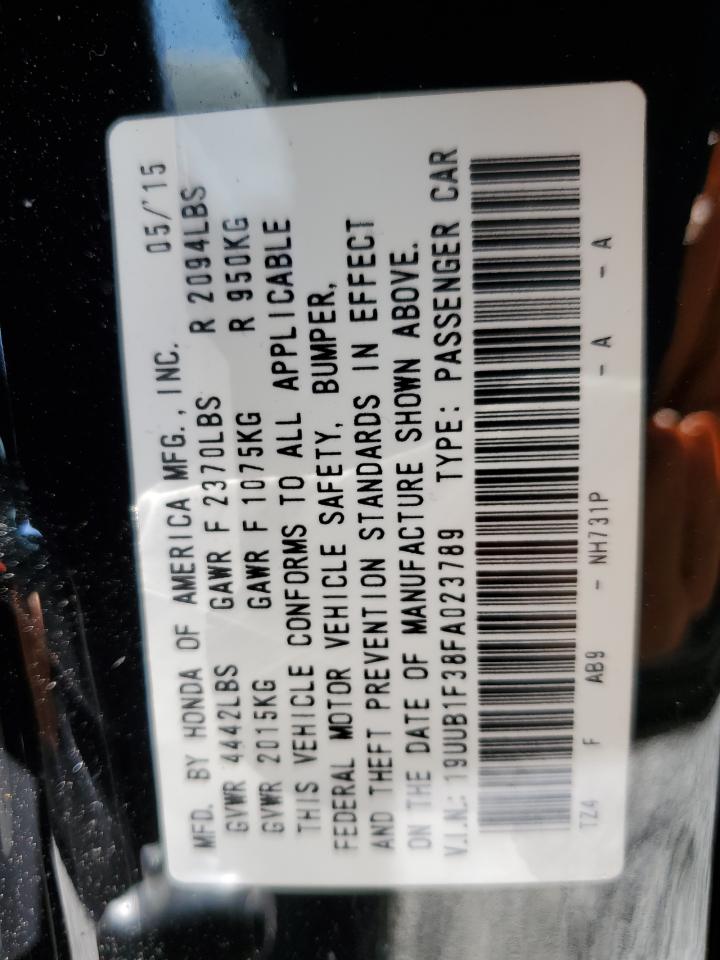 MFD. BY HONDA OF AMERICA MFG., INC. 05/'15
GVWR 4442LBS GAWR F 2370LBS R 2094LBS
GVWR 2015KG GAWR F 1075KG R 950KG
THIS VEHICLE CONFORMS TO ALL APPLICABLE
FEDERAL MOTOR VEHICLE SAFETY, BUMPER,
AND THEFT PREVENTION STANDARDS IN EFFECT
ON THE DATE OF MANUFACTURE SHOWN ABOVE.
V.I.N.: 19UUB1F38FA023789 TYPE: PASSENGER CAR
TZ4 F AB9 - NH731P - A - A